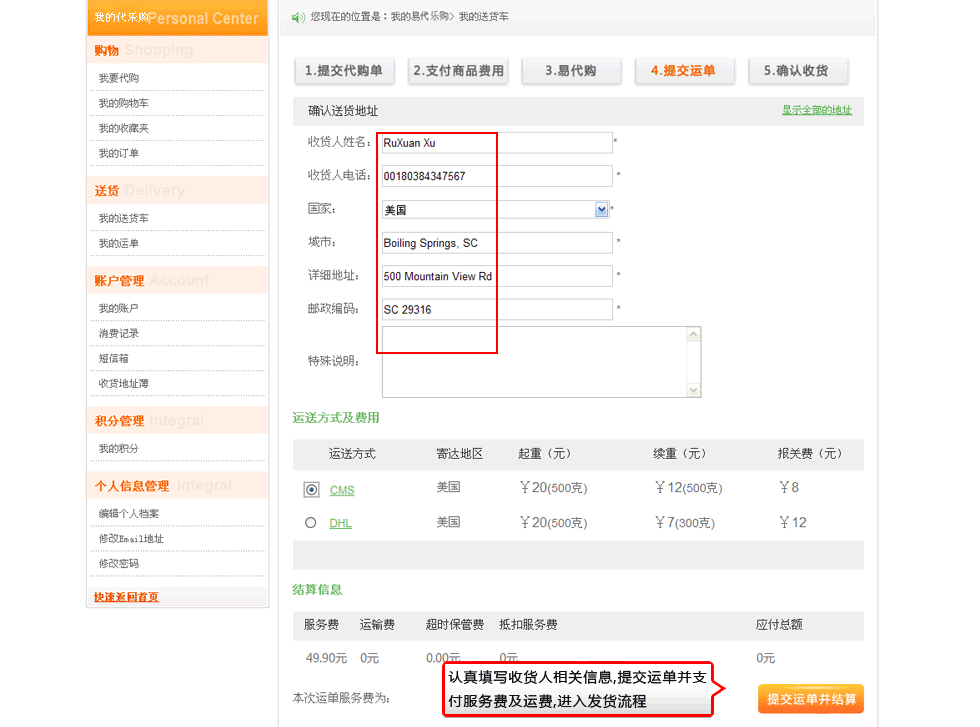 我的代乐购Personal Center
购物 Shopping
我要代购
我的购物车
我的收藏夹
我的订单
送货 Delivery
我的送货车
我的运单
账户管理 Account
我的账户
消费记录
短信箱
收货地址薄
积分管理 Integral
我的积分
个人信息管理 Integral
编辑个人档案
修改Email地址
修改密码
快速返回首页
您现在的位置是：我的易代乐购> 我的送货车
1.提交代购单 2.支付商品费用 3.易代购 4.提交运单 5.确认收货
确认送货地址 显示全部的地址
收货人姓名： RuXuan Xu *
收货人电话： 00180384347567 *
国家： 美国 *
城市： Boiling Springs, SC *
详细地址： 500 Mountain View Rd *
邮政编码： SC 29316 *
特殊说明：
运送方式及费用
运送方式 寄达地区 起重（元） 续重（元） 报关费（元）
CMS 美国 ￥20(500克) ￥12(500克) ￥8
DHL 美国 ￥20(500克) ￥7(300克) ￥12
结算信息
服务费 运输费 超时保管费 抵扣服务费 应付总额
49.90元 0元 0.00元 0元 0元
本次运单服务费为：
认真填写收货人相关信息,提交运单并支
付服务费及运费,进入发货流程
提交运单并结算